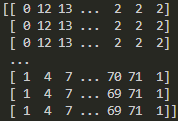 [[ 0 12 13 ... 2 2 2]
[ 0 12 13 ... 2 2 2]
[ 0 12 13 ... 2 2 2]
...
[ 1 4 7 ... 70 71 1]
[ 1 4 7 ... 69 71 1]
[ 1 4 7 ... 69 71 1]]